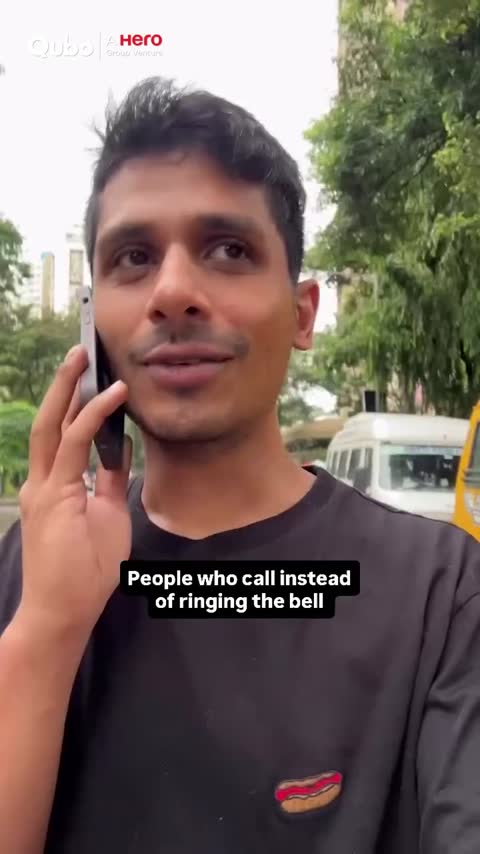 Qubo
A HERO
Group Venture
People who call instead
of ringing the bell